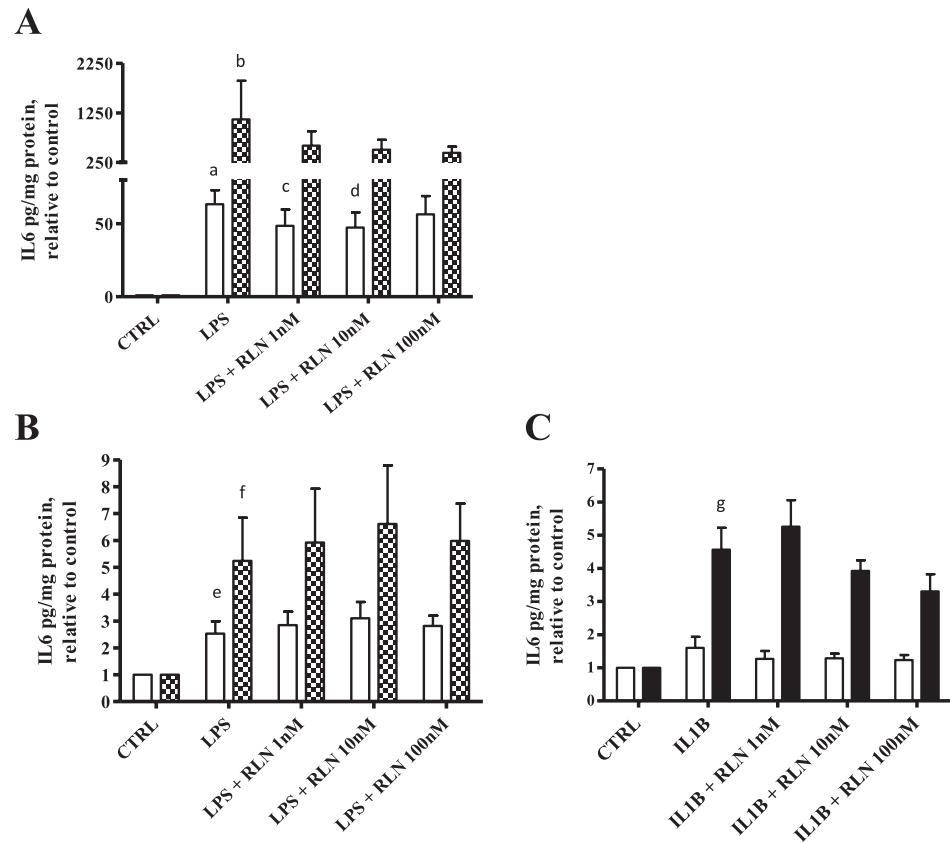 A
IL6 pg/mg protein,
relative to control
2250
1250
250
50
0
a
b
c
d
CTRL
LPS
LPS + RLN 1nM
LPS + RLN 10nM
LPS + RLN 100nM
B
IL6 pg/mg protein,
relative to control
9
8
7
6
5
4
3
2
1
0
e
f
CTRL
LPS
LPS + RLN 1nM
LPS + RLN 10nM
LPS + RLN 100nM
C
IL6 pg/mg protein,
relative to control
7
6
5
4
3
2
1
0
g
CTRL
IL1B
IL1B + RLN 1nM
IL1B + RLN 10nM
IL1B + RLN 100nM